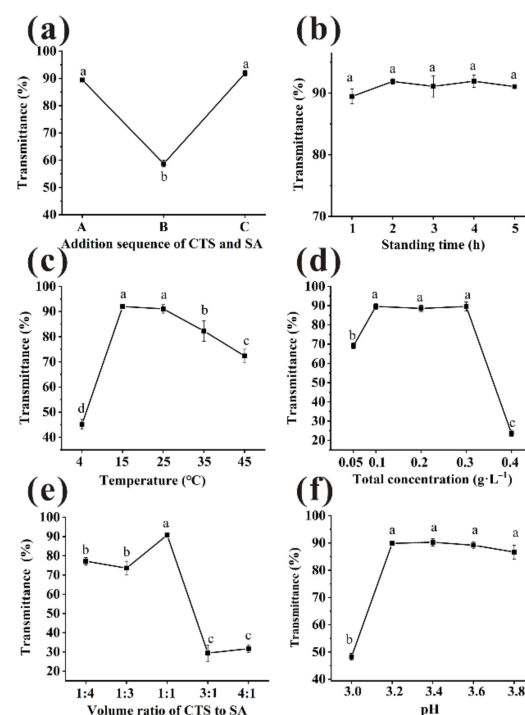 (a)
100
90
80
70
60
50
40
Transmittance (%)
a
b
a
A
B
C
Addition sequence of CTS and SA
(b)
90
80
70
Transmittance (%)
a
a
a
a
a
1
2
3
4
5
Standing time (h)
(c)
100
90
80
70
60
50
40
Transmittance (%)
d
a
a
b
c
4
15
25
35
45
Temperature (°C)
(d)
100
90
80
70
60
50
40
30
20
Transmittance (%)
b
a
a
a
c
0.05
0.1
0.2
0.3
0.4
Total concentration (g·L⁻¹)
(e)
100
90
80
70
60
50
40
30
20
Transmittance (%)
b
b
a
c
c
1:4
1:3
1:1
3:1
4:1
Volume ratio of CTS to SA
(f)
100
90
80
70
60
50
40
Transmittance (%)
b
a
a
a
a
3.0
3.2
3.4
3.6
3.8
pH